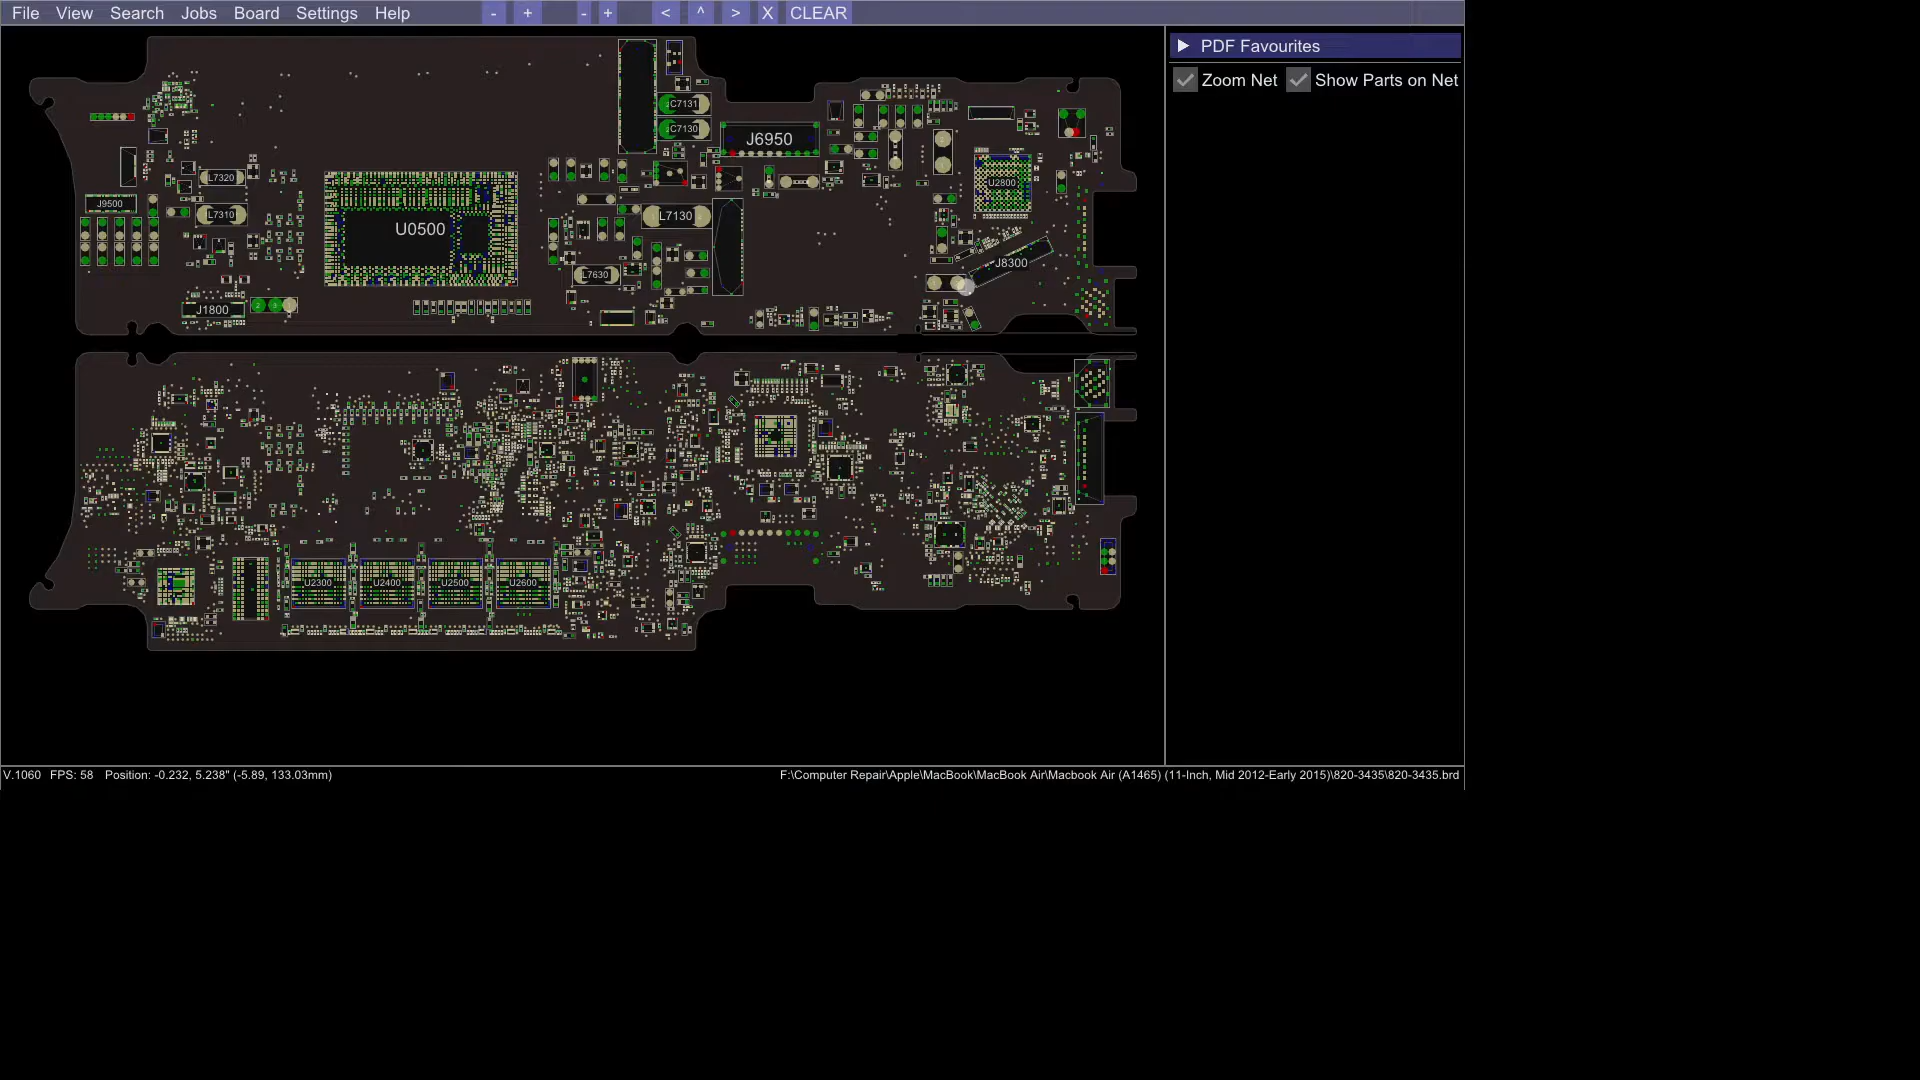 File View Search Jobs Board Settings Help - + - + < ^ > X CLEAR
PDF Favourites
Zoom Net Show Parts on Net
C7131
C7130
J6950
L7320
U2800
J9500
L7310
L7130
U0500
J8300
L7630
J1800
U2300 U2400 U2500 U2600
V.1060 FPS: 58 Position: -0.232, 5.238" (-5.89, 133.03mm) F:\Computer Repair\Apple\MacBook\MacBook Air\Macbook Air (A1465) (11-Inch, Mid 2012-Early 2015)\820-3435\820-3435.brd